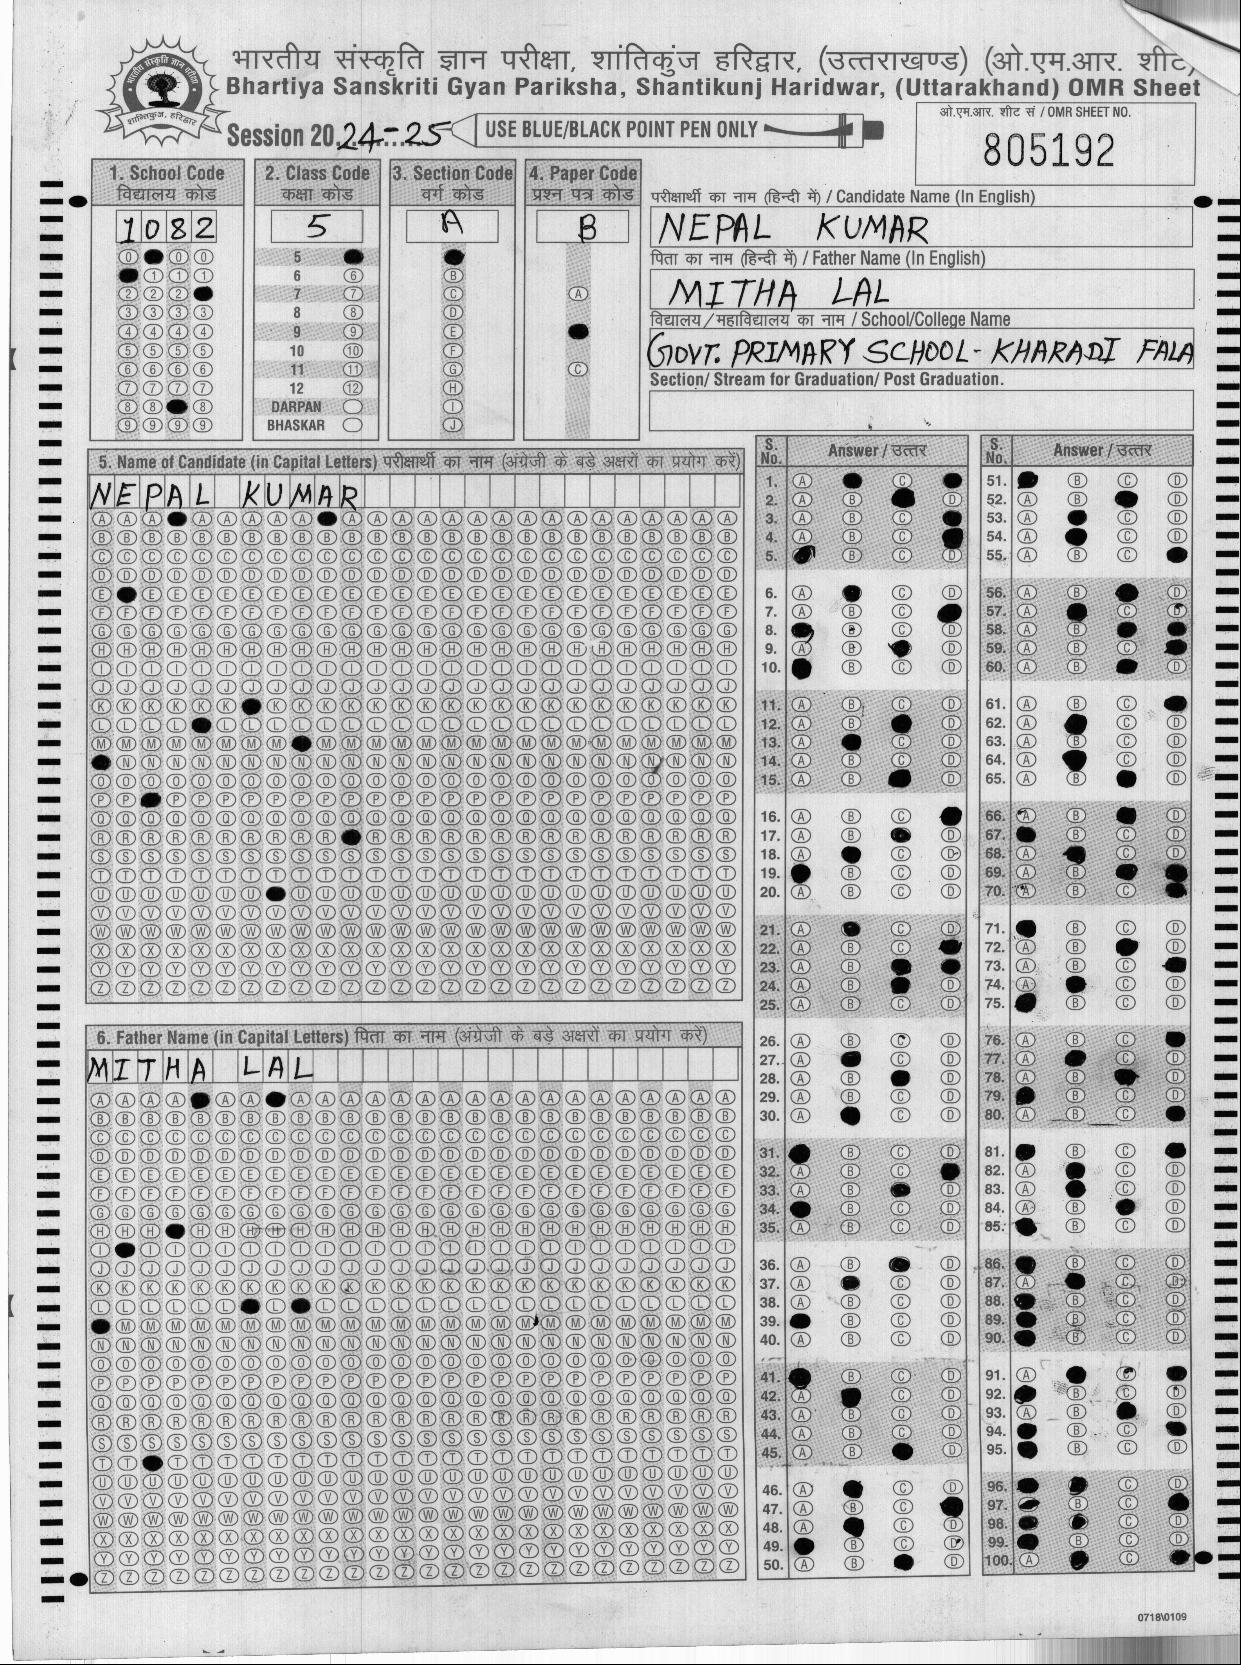 भारतीय संस्कृति ज्ञान परीक्षा, शांतिकुंज हरिद्वार, (उत्तराखण्ड) (ओ.एम.आर. शीट)
Bhartiya Sanskriti Gyan Pariksha, Shantikunj Haridwar, (Uttarakhand) OMR Sheet
Session 2024-25
USE BLUE/BLACK POINT PEN ONLY
ओ.एम.आर. शीट सं / OMR SHEET NO.
805192
1. School Code
विद्यालय कोड
1082
2. Class Code
कक्षा कोड
5
3. Section Code
वर्ग कोड
A
4. Paper Code
प्रश्न पत्र कोड
B
5
6
7
8
9
10
11
12
DARPAN
BHASKAR
परीक्षार्थी का नाम (हिन्दी में) / Candidate Name (In English)
NEPAL KUMAR
पिता का नाम (हिन्दी में) / Father Name (In English)
MITHA LAL
विद्यालय/महाविद्यालय का नाम / School/College Name
GOVT. PRIMARY SCHOOL- KHARADI FALA
Section/ Stream for Graduation/ Post Graduation.
5. Name of Candidate (in Capital Letters) परीक्षार्थी का नाम (अंग्रेजी के बड़े अक्षरों का प्रयोग करें)
NEPAL KUMAR
6. Father Name (in Capital Letters) पिता का नाम (अंग्रेजी के बड़े अक्षरों का प्रयोग करें)
MITHA LAL
S. No. Answer / उत्तर
S. No. Answer / उत्तर
0718\0109